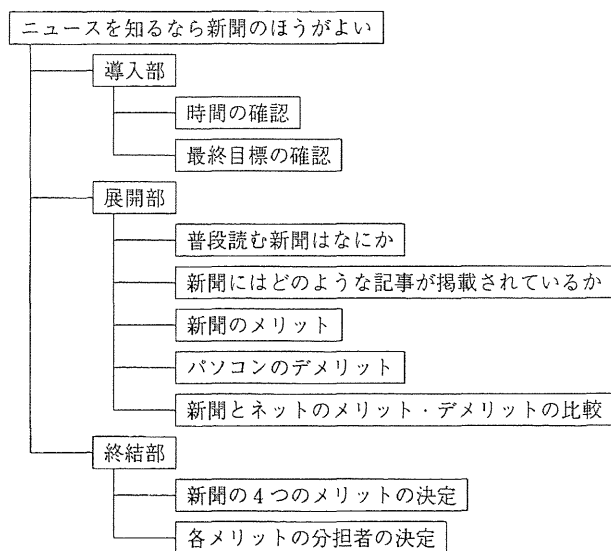 ニュースを知るなら新聞のほうがよい
導入部
時間の確認
最終目標の確認
展開部
普段読む新聞はなにか
新聞にはどのような記事が掲載されているか
新聞のメリット
パソコンのデメリット
新聞とネットのメリット・デメリットの比較
終結部
新聞の4つのメリットの決定
各メリットの分担者の決定